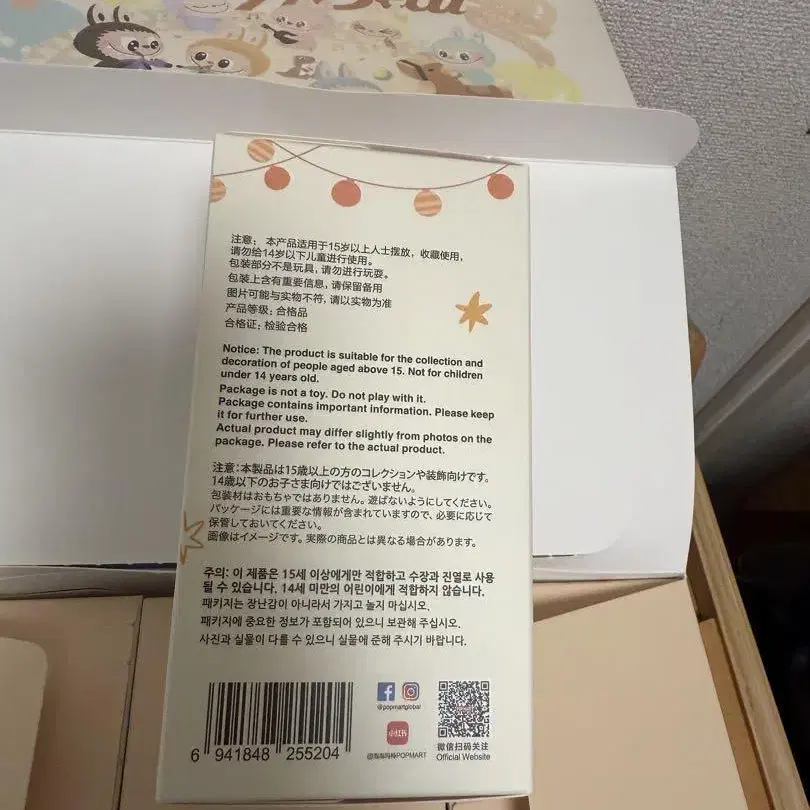 注意：本产品适用于15岁以上人士摆放，收藏使用，
请勿给14岁以下儿童进行使用。
包装部分不是玩具，请勿进行玩耍。
包装上含有重要信息，请保留备用
图片可能与实物不符，请以实物为准
产品等级：合格品
合格证：检验合格
Notice: The product is suitable for the collection and
decoration of people aged above 15. Not for children
under 14 years old.
Package is not a toy. Do not play with it.
Package contains important information. Please keep
it for further use.
Actual product may differ slightly from photos on the
package. Please refer to the actual product.
注意：本製品は15歳以上の方のコレクションや装飾向けです。
14歳以下のお子さま向けではございません。
包装材はおもちゃではありません。遊ばないようにしてください。
パッケージには重要な情報が含まれていますので、必要に応じて
保管しておいてください。
画像はイメージです。実際の商品とは異なる場合があります。
주의: 이 제품은 15세 이상에게만 적합하고 수장과 진열로 사용
될 수 있습니다. 14세 미만의 어린이에게 적합하지 않습니다.
패키지는 장난감이 아니라서 가지고 놀지 마십시오.
패키지에 중요한 정보가 포함되어 있으니 보관해 주십시오.
사진과 실물이 다를 수 있으니 실물에 준해 주시기 바랍니다.
@popmartglobal
小红书
POPMART
微信扫码关注
Official Website
6 941848 255204